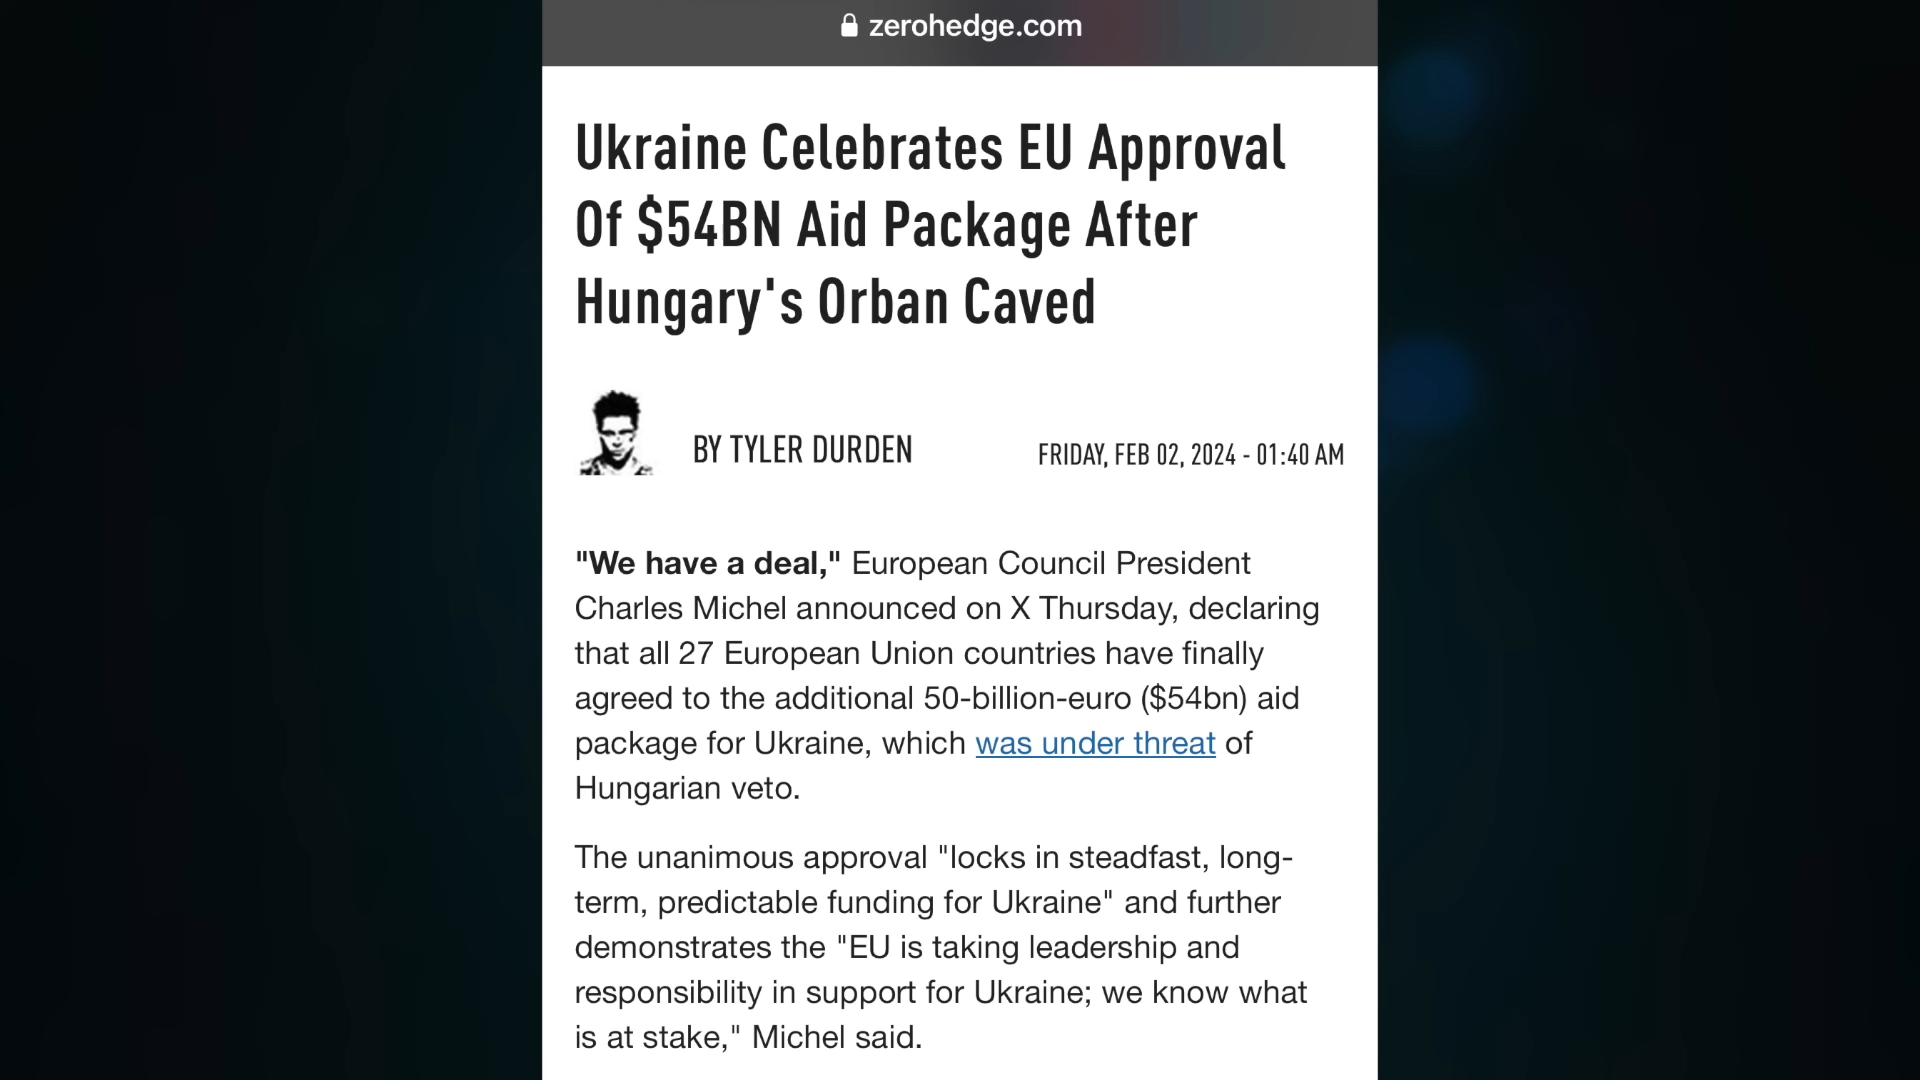 zerohedge.com
Ukraine Celebrates EU Approval
Of $54BN Aid Package After
Hungary's Orban Caved
BY TYLER DURDEN
FRIDAY, FEB 02, 2024 - 01:40 AM
"We have a deal," European Council President
Charles Michel announced on X Thursday, declaring
that all 27 European Union countries have finally
agreed to the additional 50-billion-euro ($54bn) aid
package for Ukraine, which was under threat of
Hungarian veto.
The unanimous approval "locks in steadfast, long-
term, predictable funding for Ukraine" and further
demonstrates the "EU is taking leadership and
responsibility in support for Ukraine; we know what
is at stake," Michel said.